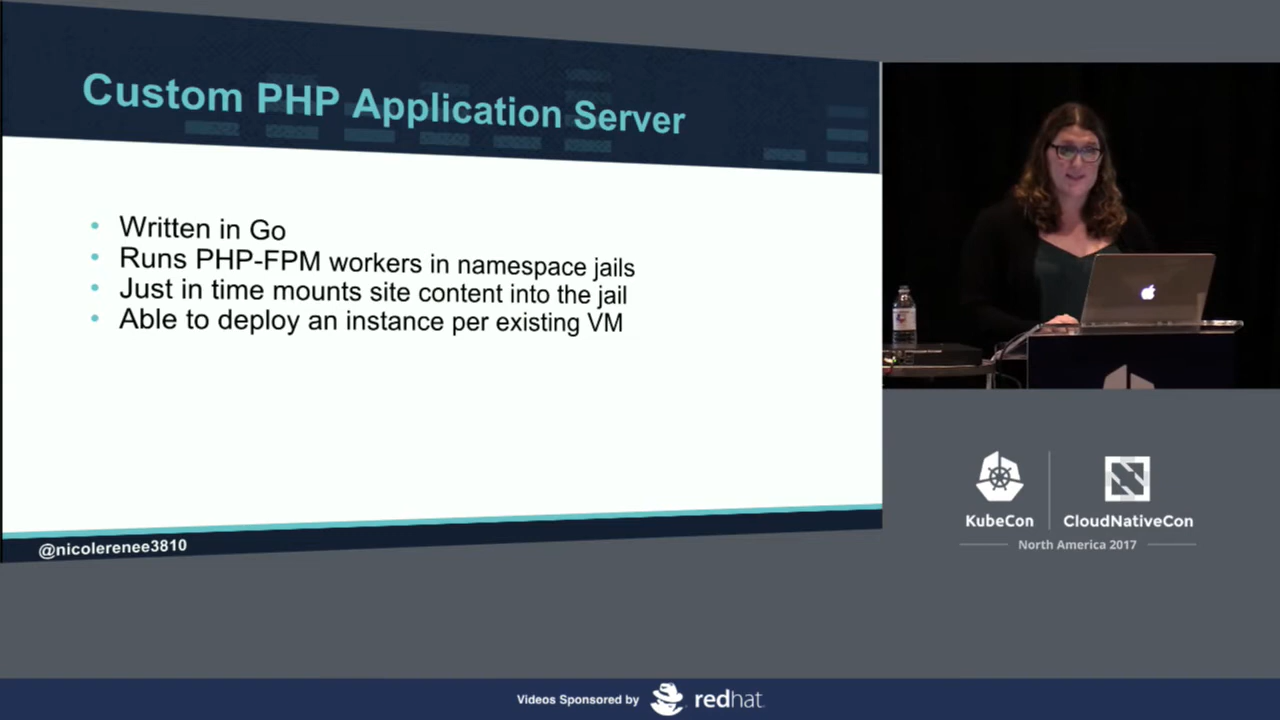 Custom PHP Application Server
Written in Go
Runs PHP-FPM workers in namespace jails
Just in time mounts site content into the jail
Able to deploy an instance per existing VM
@nicolerenee3810
KubeCon
CloudNativeCon
North America 2017
Videos Sponsored by
redhat.